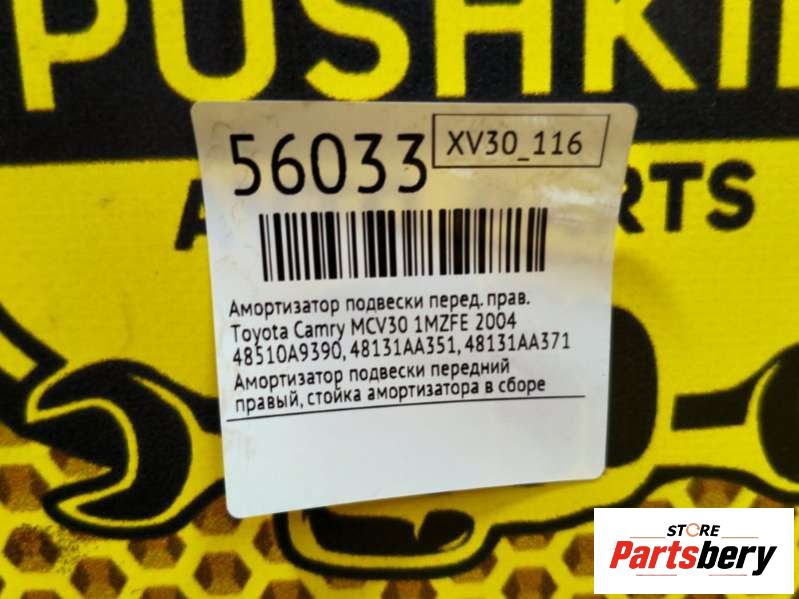 PUSHKI
56033
XV30_116
A
RTS
Амортизатор подвески перед. прав.
Toyota Camry MCV30 1MZFE 2004
48510A9390, 48131AA351, 48131AA371
Амортизатор подвески передний
правый, стойка амортизатора в сборе
STORE
Partsbery